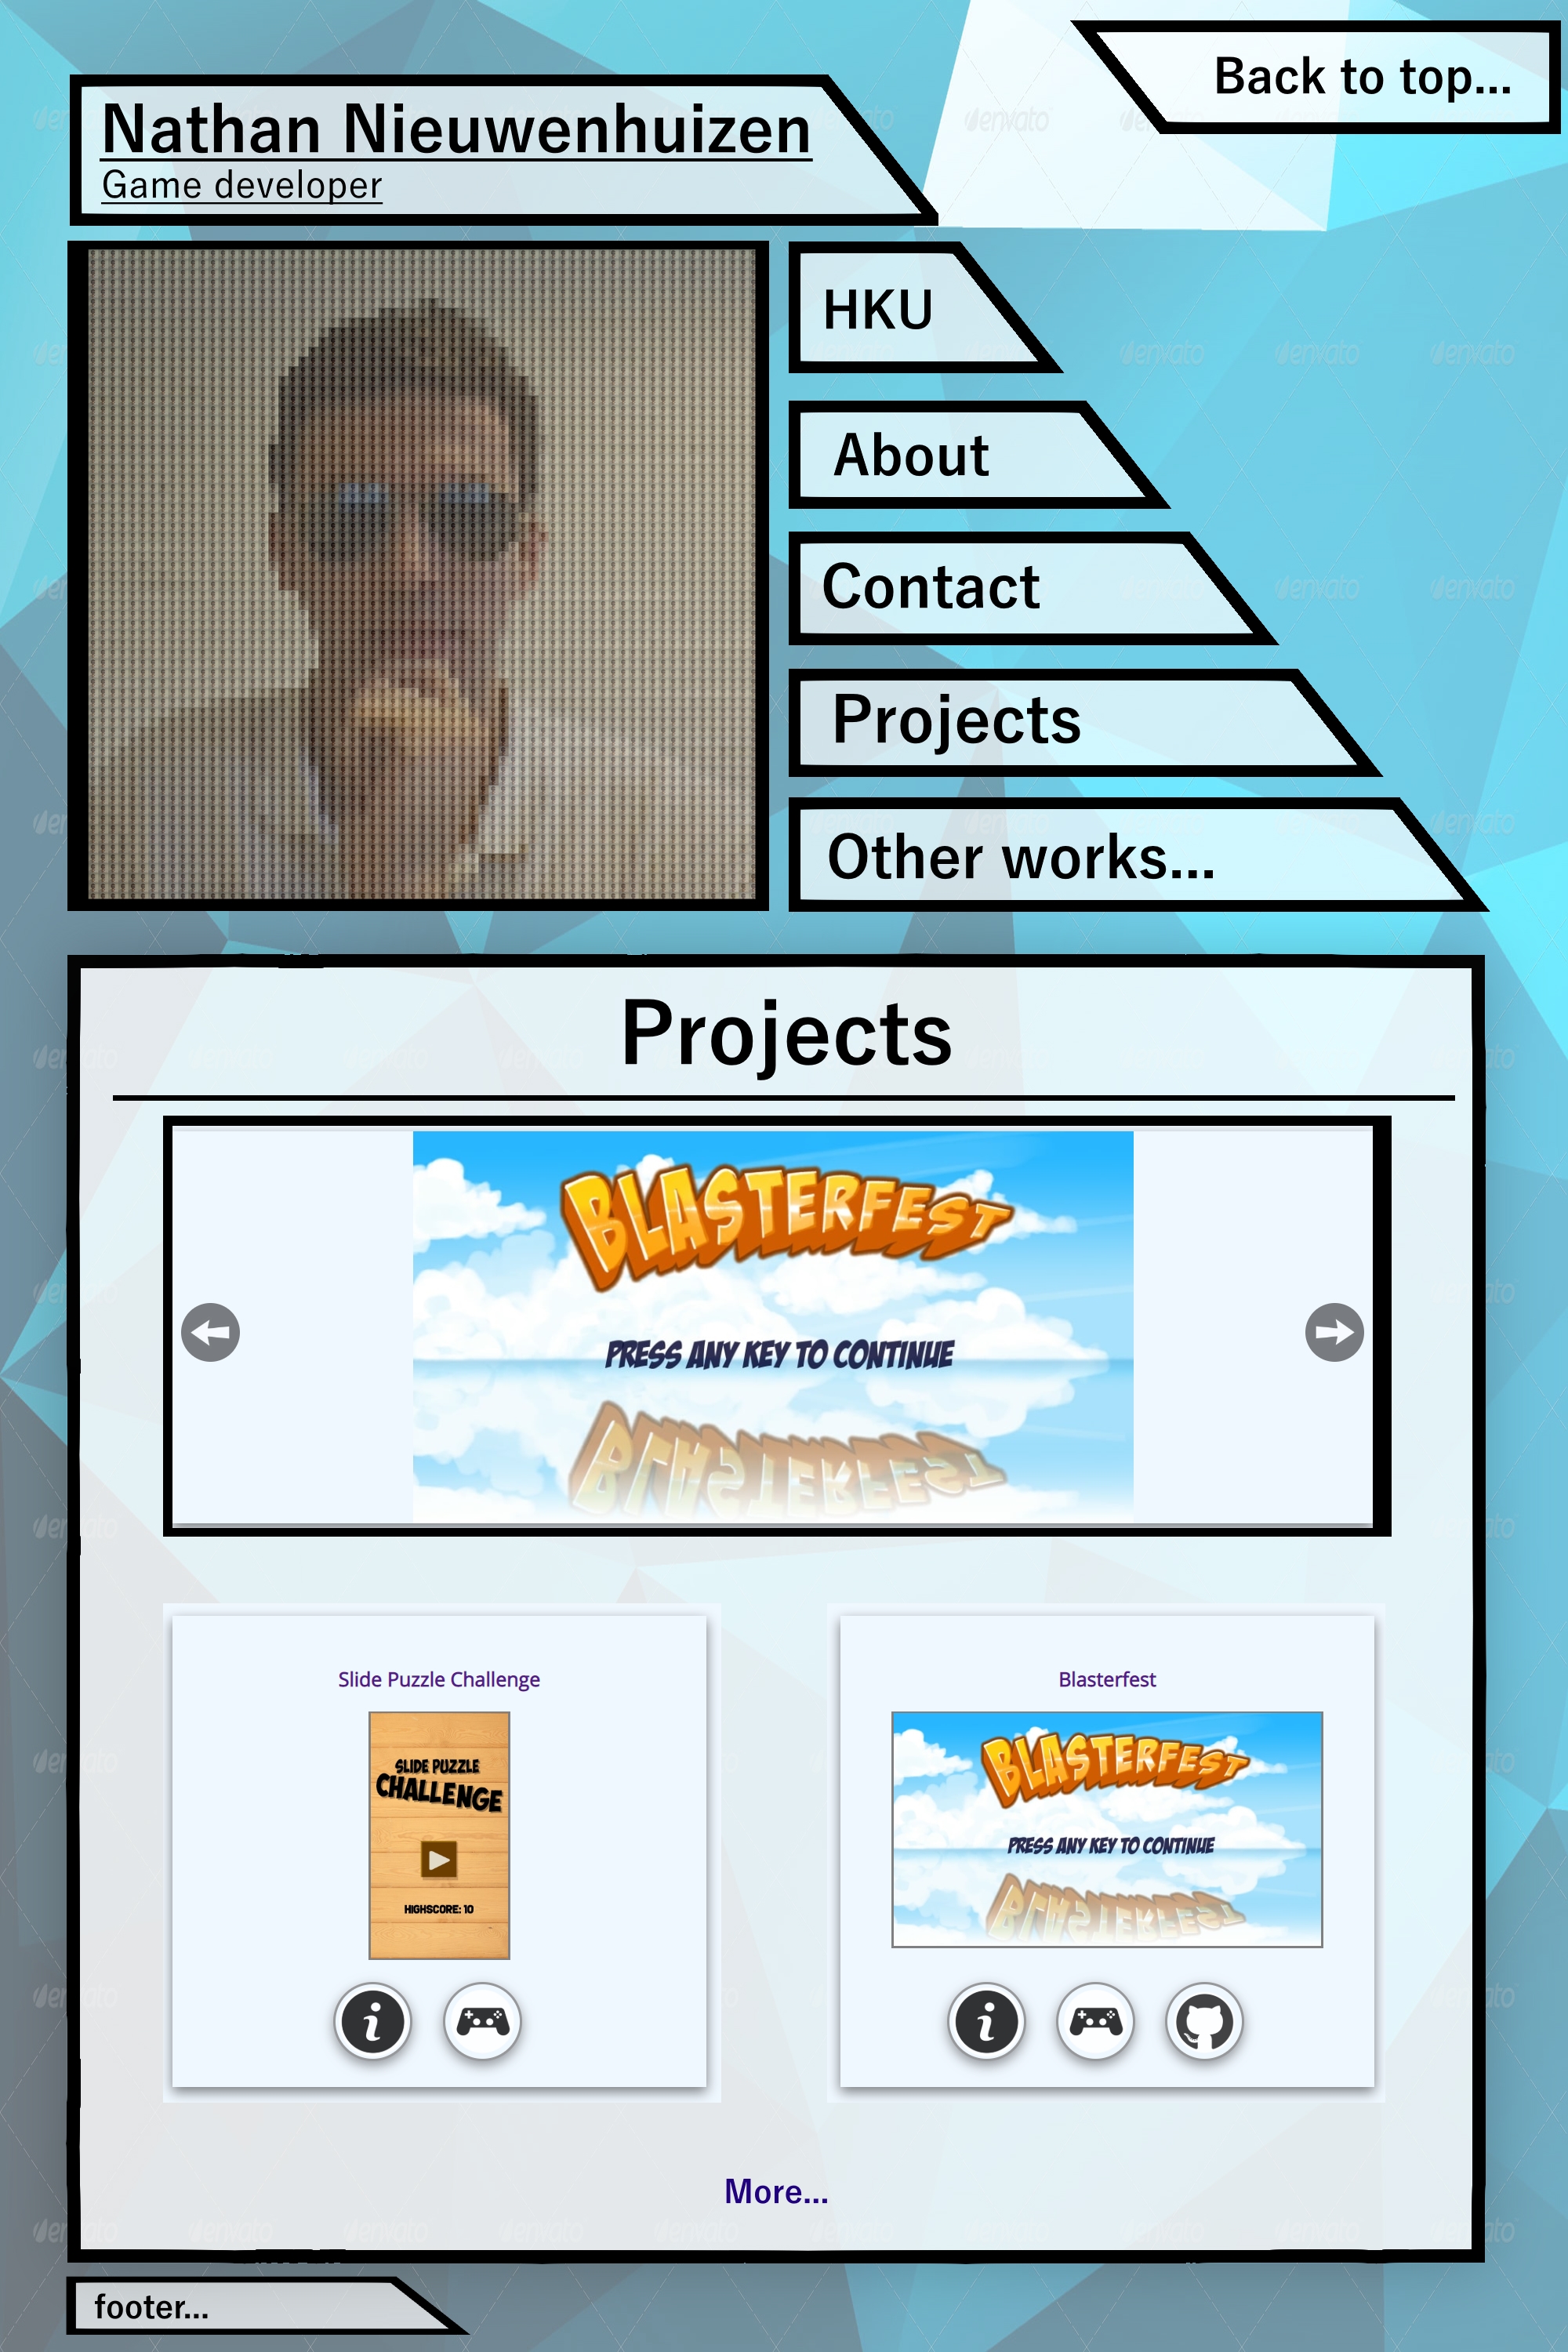 Back to top...
Nathan Nieuwenhuizen
Game developer
HKU
About
Contact
Projects
Other works...
Projects
BLASTERFEST
PRESS ANY KEY TO CONTINUE
BLASTERFEST
Slide Puzzle Challenge
SLIDE PUZZLE
CHALLENGE
HIGHSCORE: 10
Blasterfest
BLASTERFEST
PRESS ANY KEY TO CONTINUE
BLASTERFEST
More...
footer...
envato